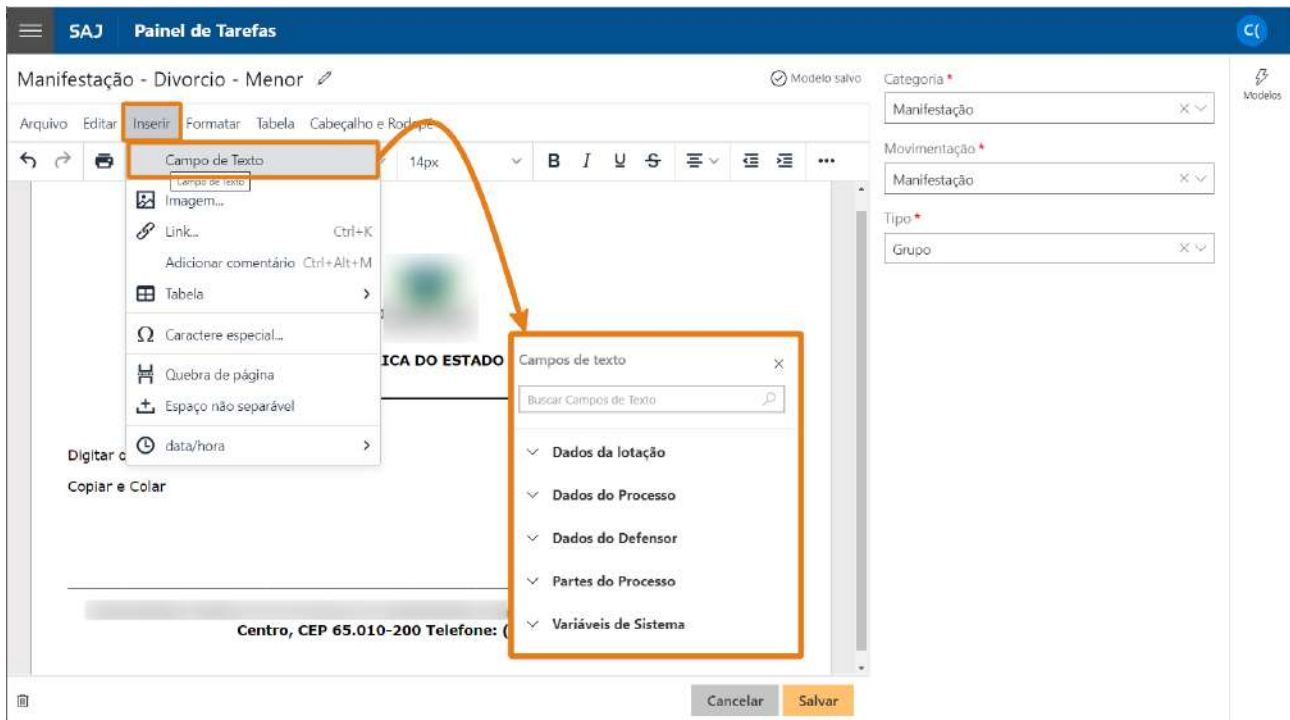 SAJ Painel de Tarefas C(
Manifestação - Divorcio - Menor
Modelo salvo
Arquivo Editar Inserir Formatar Tabela Cabeçalho e Rodapé
14px B I U S ...
Campo de Texto
Campo de Texto
Imagem...
Link... Ctrl+K
Adicionar comentário Ctrl+Alt+M
Tabela
Ω Caractere especial...
Quebra de página
Espaço não separável
data/hora
ICA DO ESTADO
Digitar
Copiar e Colar
Centro, CEP 65.010-200 Telefone: (
Campos de texto
Buscar Campos de Texto
Dados da lotação
Dados do Processo
Dados do Defensor
Partes do Processo
Variáveis de Sistema
Cancelar Salvar
Categoria *
Manifestação
Movimentação *
Manifestação
Tipo *
Grupo
Modelos